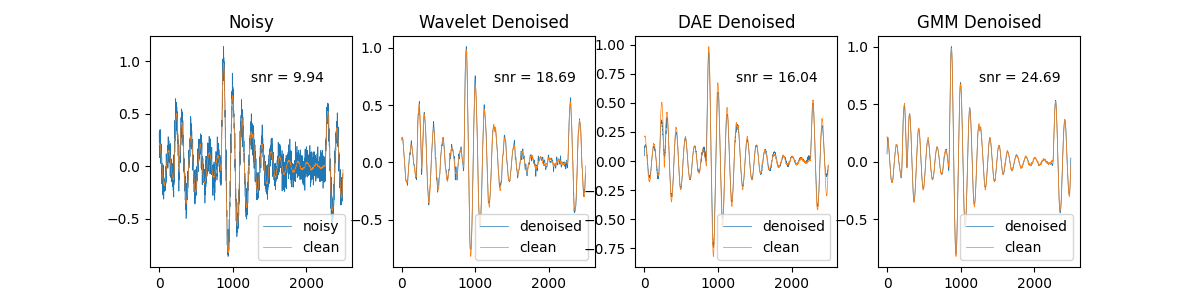 Noisy
1.0
0.5
0.0
−0.5
snr = 9.94
noisy
clean
0
1000
2000
Wavelet Denoised
1.0
0.5
0.0
−0.5
snr = 18.69
denoised
clean
0
1000
2000
DAE Denoised
1.00
0.75
0.50
0.25
0.00
−0.25
−0.50
−0.75
snr = 16.04
denoised
clean
0
1000
2000
GMM Denoised
1.0
0.5
0.0
−0.5
snr = 24.69
denoised
clean
0
1000
2000